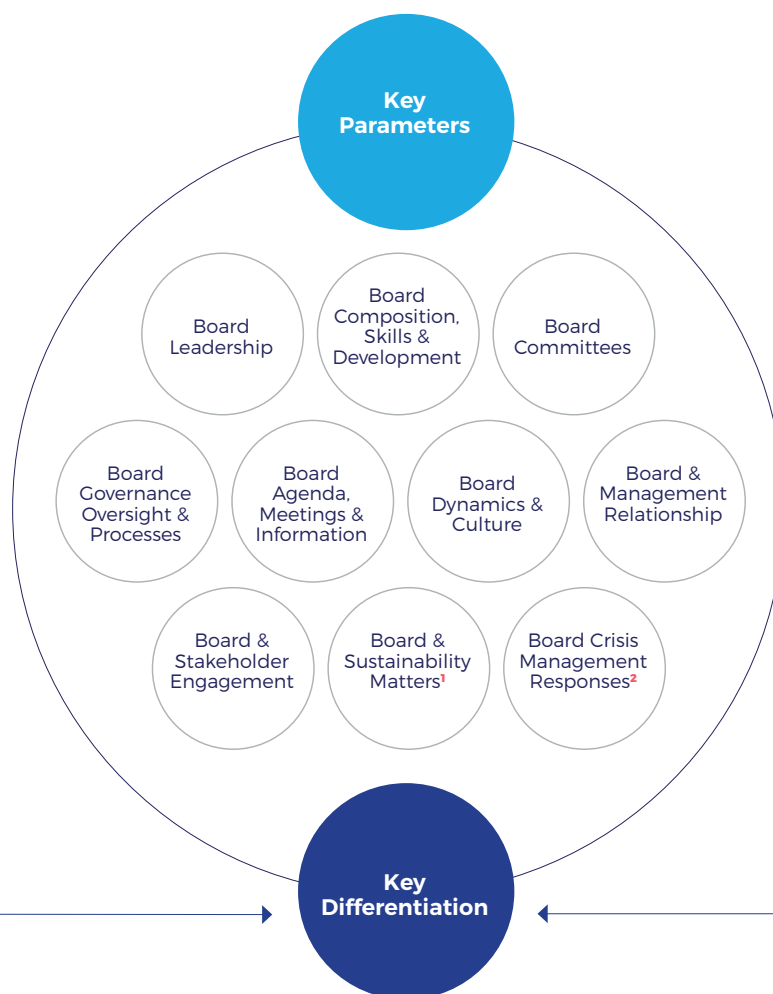 Key
Parameters
Board
Leadership
Board
Composition,
Skills &
Development
Board
Committees
Board
Governance
Oversight &
Processes
Board
Agenda,
Meetings &
Information
Board
Dynamics &
Culture
Board &
Management
Relationship
Board &
Stakeholder
Engagement
Board &
Sustainability
Matters¹
Board Crisis
Management
Responses²
Key
Differentiation